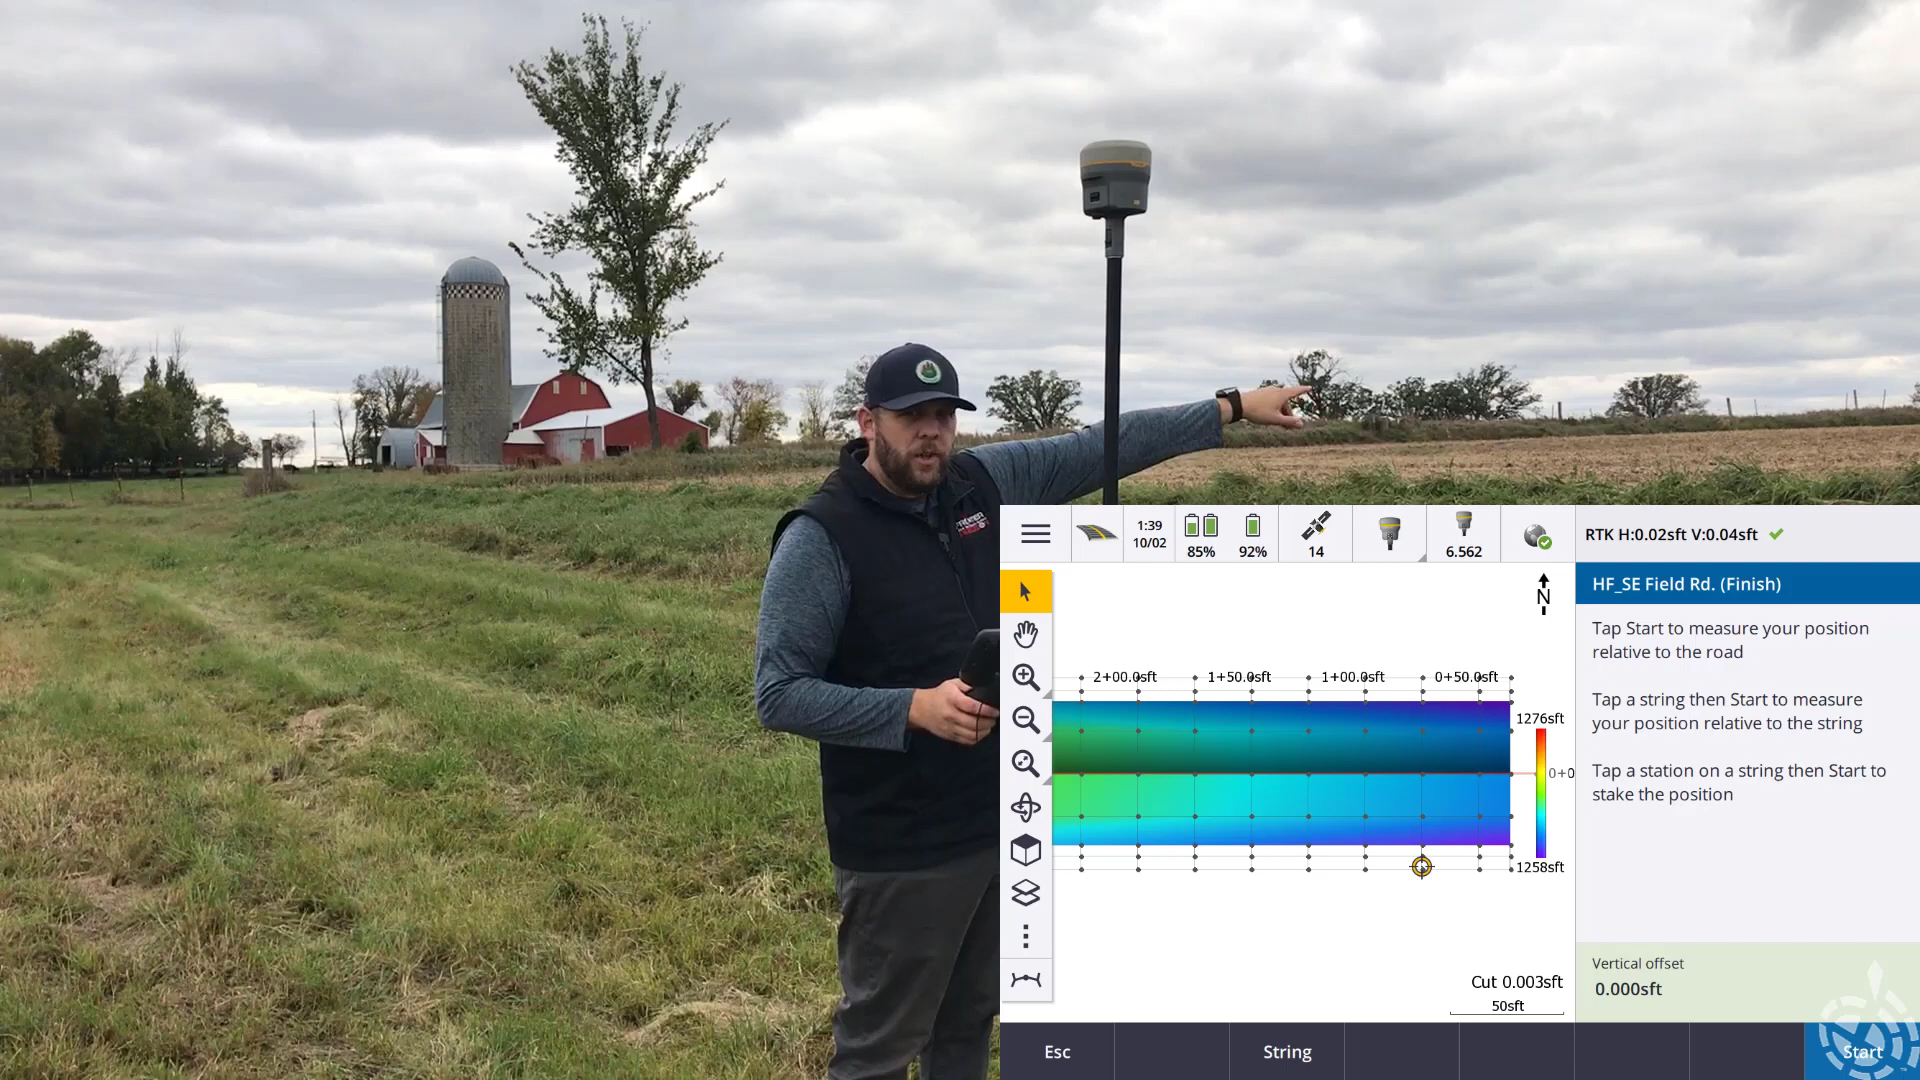 1:39
10/02
85%
92%
14
6.562
RTK H:0.02sft V:0.04sft
HF_SE Field Rd. (Finish)
Tap Start to measure your position
relative to the road
Tap a string then Start to measure
your position relative to the string
Tap a station on a string then Start to
stake the position
N
2+00.0sft
1+50.0sft
1+00.0sft
0+50.0sft
1276sft
0+0
1258sft
Cut 0.003sft
50sft
Vertical offset
0.000sft
Esc
String
Start